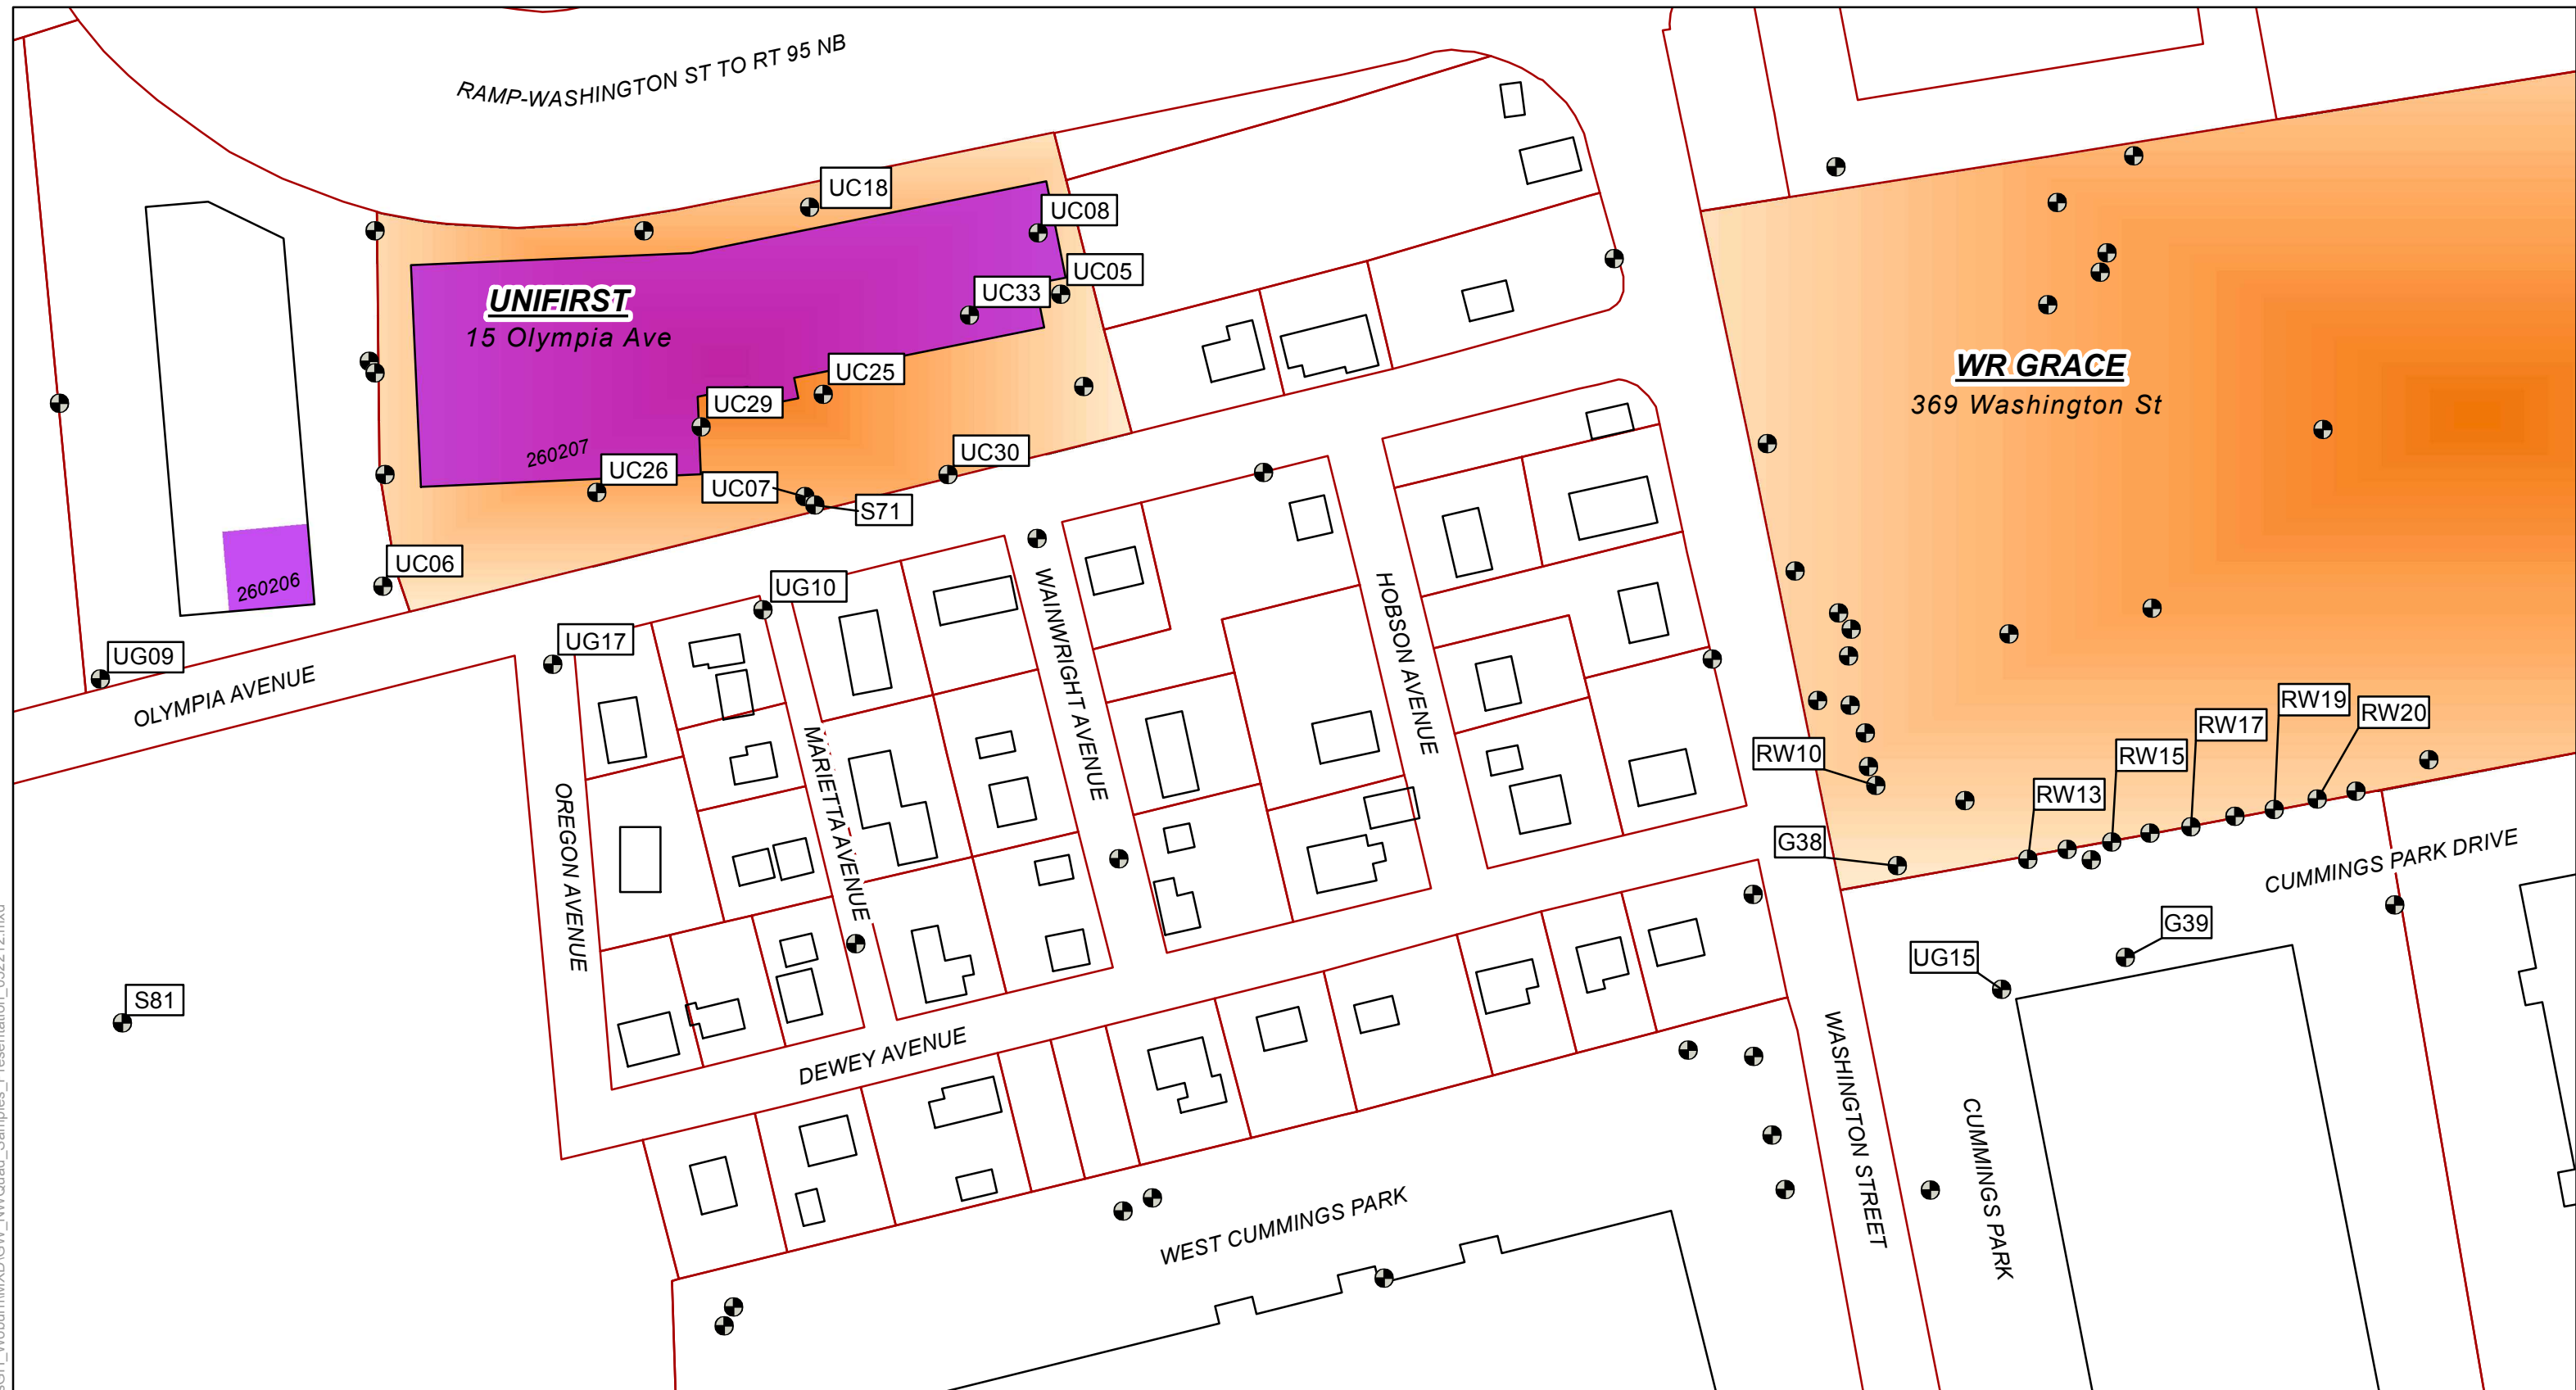 RAMP-WASHINGTON ST TO RT 95 NB
UC18
UC08
UC05
UC33
UNIFIRST
15 Olympia Ave
UC25
UC29
260207
UC26
UC07
UC30
S71
UC06
260206
UG10
UG17
UG09
OLYMPIA AVENUE
WAINWRIGHT AVENUE
HOBSON AVENUE
MARIETTA AVENUE
OREGON AVENUE
S81
DEWEY AVENUE
WR GRACE
369 Washington St
RW19
RW20
RW17
RW10
RW15
RW13
G38
CUMMINGS PARK DRIVE
G39
UG15
WASHINGTON STREET
CUMMINGS PARK
WEST CUMMINGS PARK